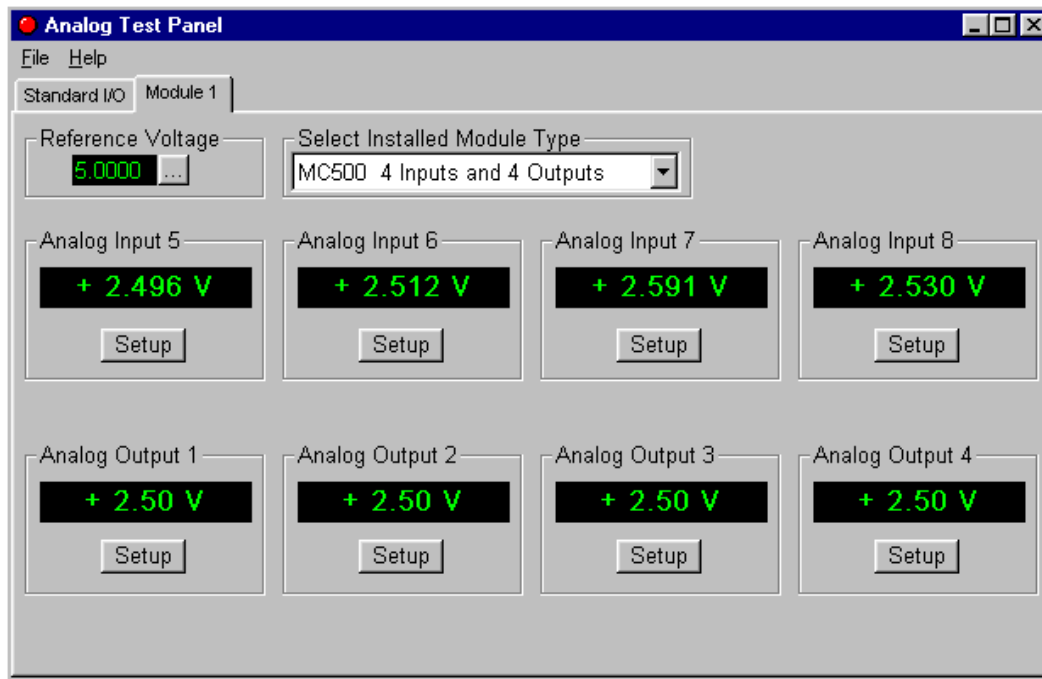 Analog Test Panel
File Help
Standard I/O Module 1
Reference Voltage Select Installed Module Type
5.0000 ... MC500 4 Inputs and 4 Outputs
Analog Input 5 Analog Input 6 Analog Input 7 Analog Input 8
+ 2.496 V + 2.512 V + 2.591 V + 2.530 V
Setup Setup Setup Setup
Analog Output 1 Analog Output 2 Analog Output 3 Analog Output 4
+ 2.50 V + 2.50 V + 2.50 V + 2.50 V
Setup Setup Setup Setup